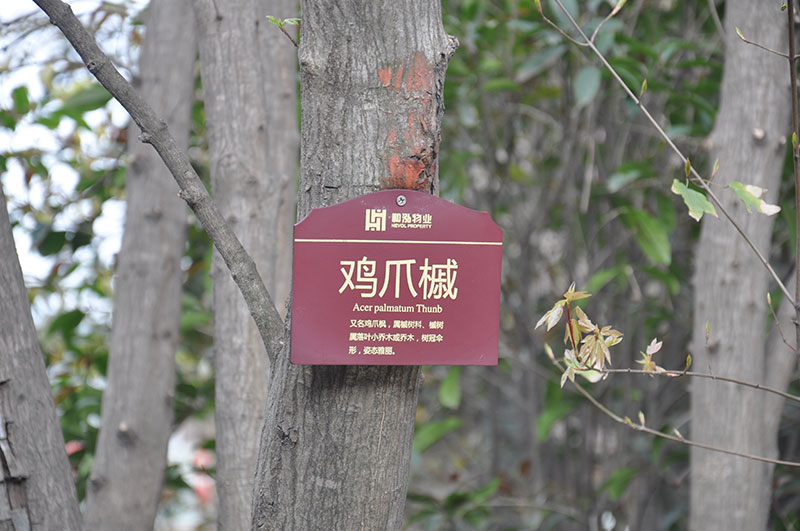 和泓物业
HEYOL PROPERTY
鸡爪槭
Acer palmatum Thunb
又名鸡爪枫,属槭树科、槭树
属落叶小乔木或乔木,树冠伞
形,姿态雅丽。